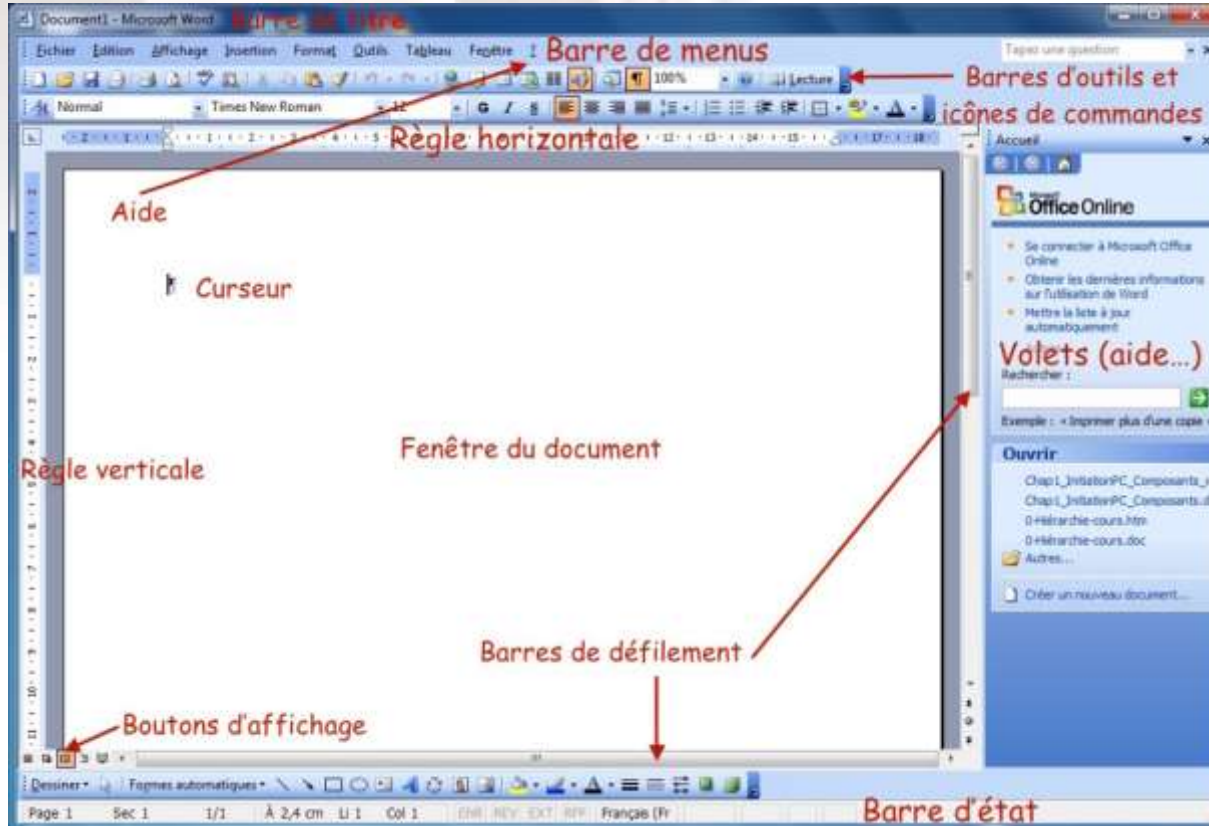 Document1 - Microsoft Word Barre de titre
Fichier Edition Affichage Insertion Format Outils Tableau Fenêtre ? Barre de menus Tapez une question
100% Lecture Barres d'outils et
Normal Times New Roman 12 G I S icônes de commandes
Règle horizontale
Accueil
Aide
Office Online
Se connecter à Microsoft Office
Online
Obtenir les dernières informations
sur l'utilisation de Word
Mettre la liste à jour
automatiquement
Curseur
Volets (aide...)
Rechercher :
Exemple : « Imprimer plus d'une copie »
Fenêtre du document
Règle verticale
Ouvrir
Chap1_InitiationPC_Composants_
Chap1_InitiationPC_Composants.d
0-Hiérarchie-cours.htm
0-Hiérarchie-cours.doc
Autres...
Créer un nouveau document...
Barres de défilement
Boutons d'affichage
Dessiner Formes automatiques
Page 1 Sec 1 1/1 À 2,4 cm Li 1 Col 1 ENR REV EXT RFP Français (Fr
Barre d'état